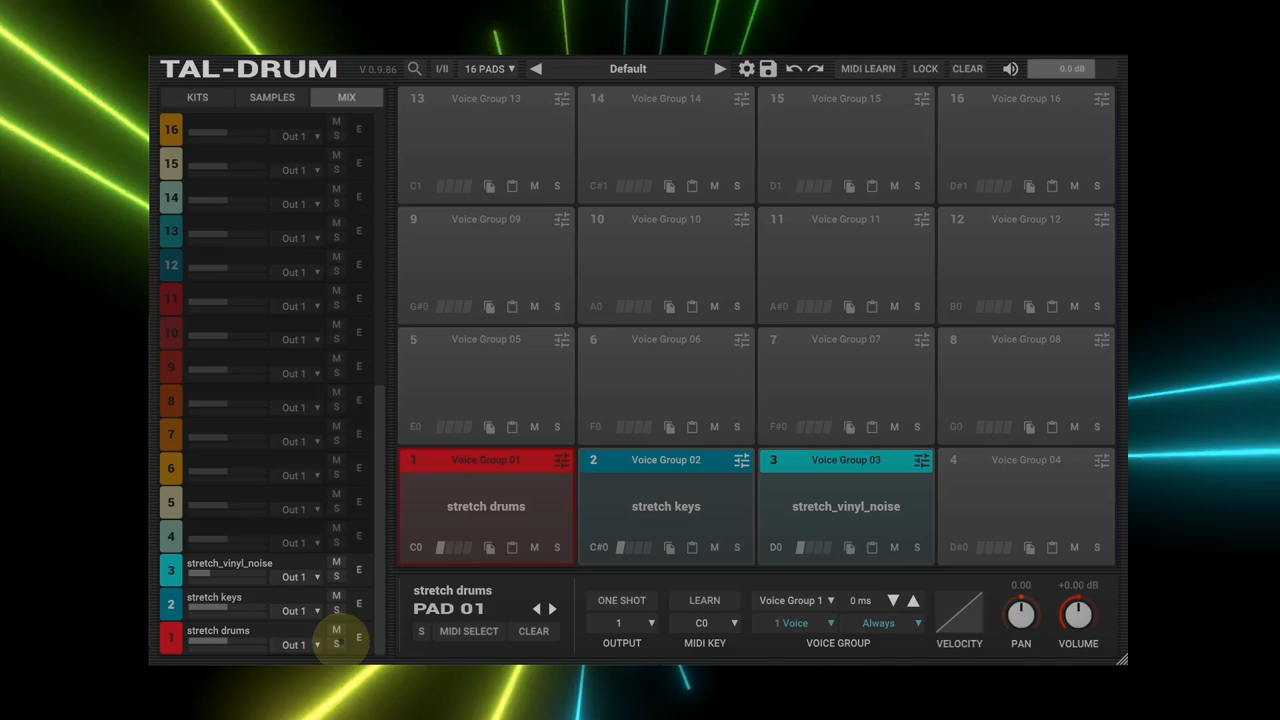 TAL-DRUM V 0.9.86 I/II 16 PADS Default MIDI LEARN LOCK CLEAR 0.0 dB
KITS SAMPLES MIX
16 Out 1 M S E
15 Out 1 M S E
14 Out 1 M S E
13 Out 1 M S E
12 Out 1 M S E
11 Out 1 M S E
10 Out 1 M S E
9 Out 1 M S E
8 Out 1 M S E
7 Out 1 M S E
6 Out 1 M S E
5 Out 1 M S E
4 Out 1 M S E
3 stretch_vinyl_noise Out 1 M S E
2 stretch keys Out 1 M S E
1 stretch drums Out 1 M S E
13 Voice Group 13
C1 M S
14 Voice Group 14
C#1 M S
15 Voice Group 15
D1 M S
16 Voice Group 16
D#1 M S
9 Voice Group 09
G#0 M S
10 Voice Group 10
A0 M S
11 Voice Group 11
A#0 M S
12 Voice Group 12
B0 M S
5 Voice Group 05
E0 M S
6 Voice Group 06
F0 M S
7 Voice Group 07
F#0 M S
8 Voice Group 08
G0 M S
1 Voice Group 01
stretch drums
C0 M S
2 Voice Group 02
stretch keys
C#0 M S
3 Voice Group 03
stretch_vinyl_noise
D0 M S
4 Voice Group 04
D#0 M S
stretch drums
PAD 01
S MIDI SELECT CLEAR
ONE SHOT
1
OUTPUT
LEARN
C0
MIDI KEY
Voice Group 1 0 ms
1 Voice Always
VOICE GROUP
VELOCITY
0.00
PAN
+0.00 dB
VOLUME